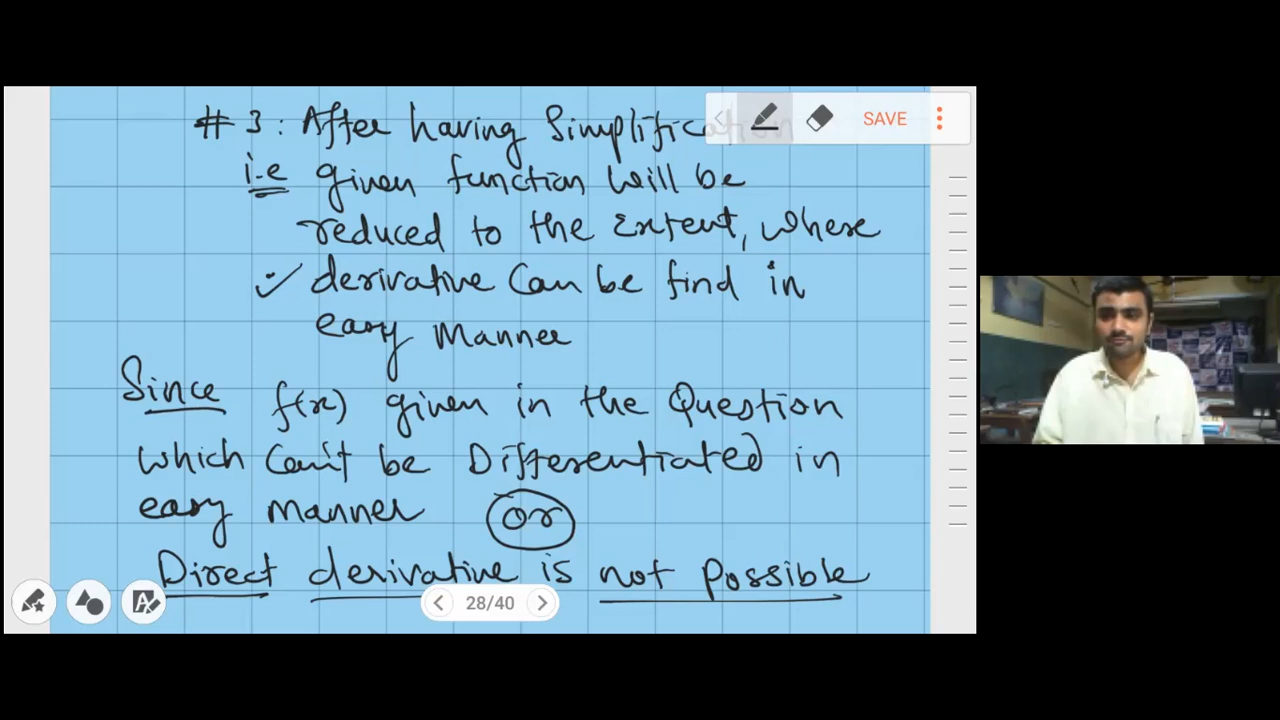 # 3 : After having Simplification
SAVE
i.e given function will be
reduced to the Extent, where
✓ derivative can be find in
easy Manner
Since f(x) given in the Question
which can't be Differentiated in
easy manner or
Direct derivative is not possible
28/40